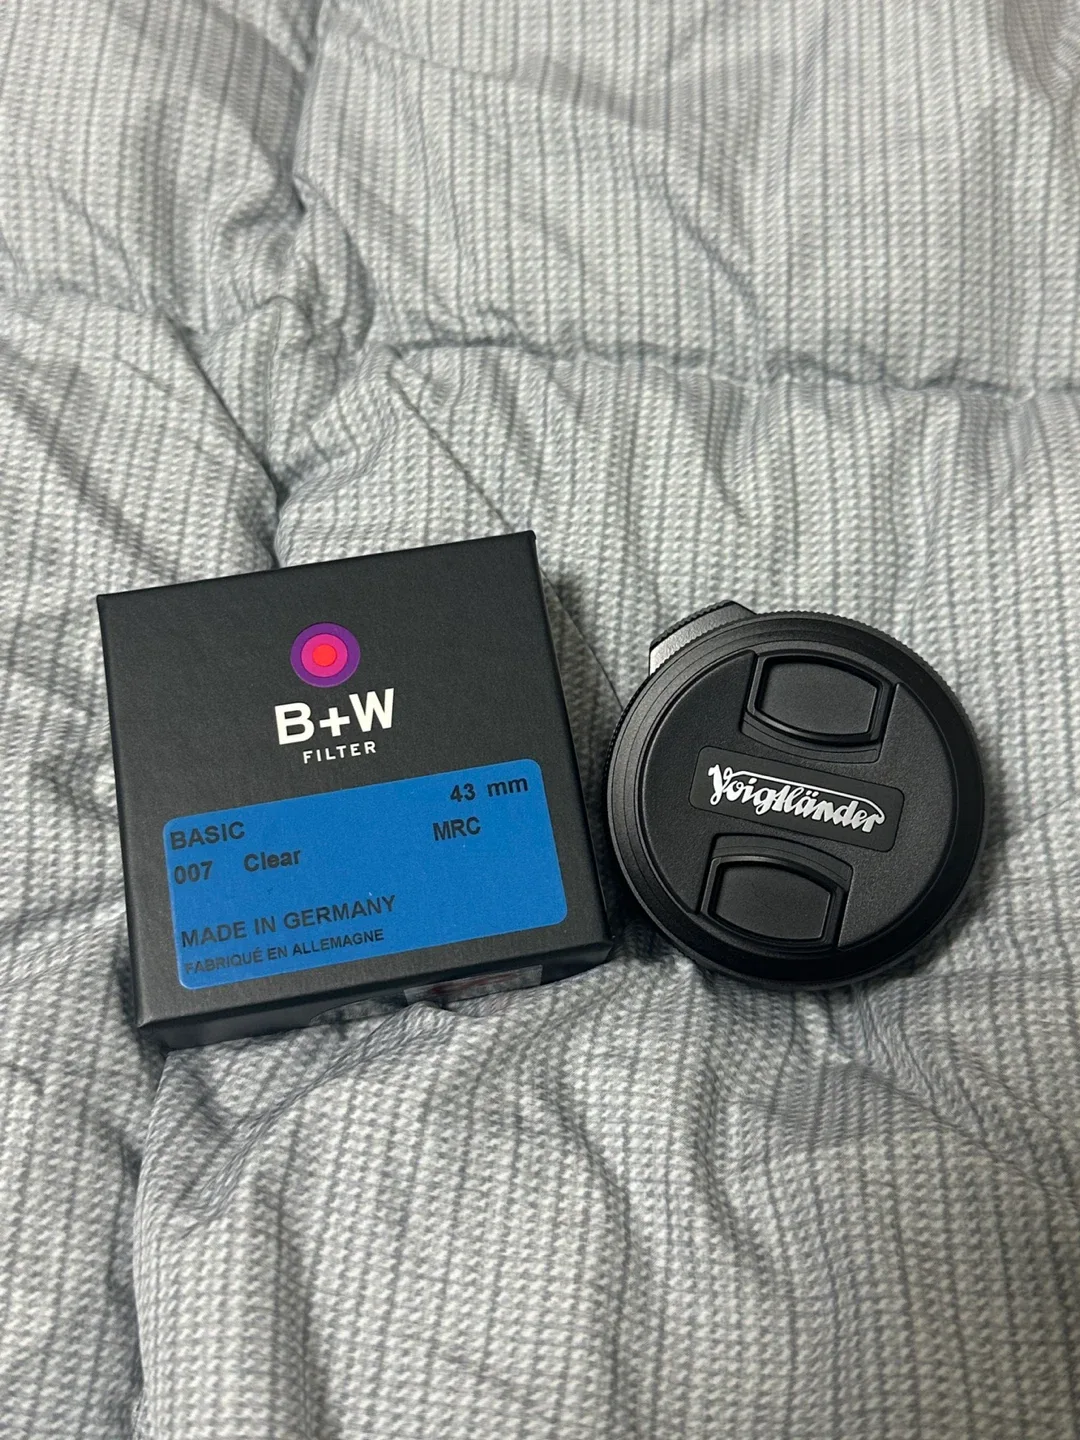 B+W
FILTER
43 mm
BASIC MRC
007 Clear
MADE IN GERMANY
FABRIQUÉ EN ALLEMAGNE
Voigtländer